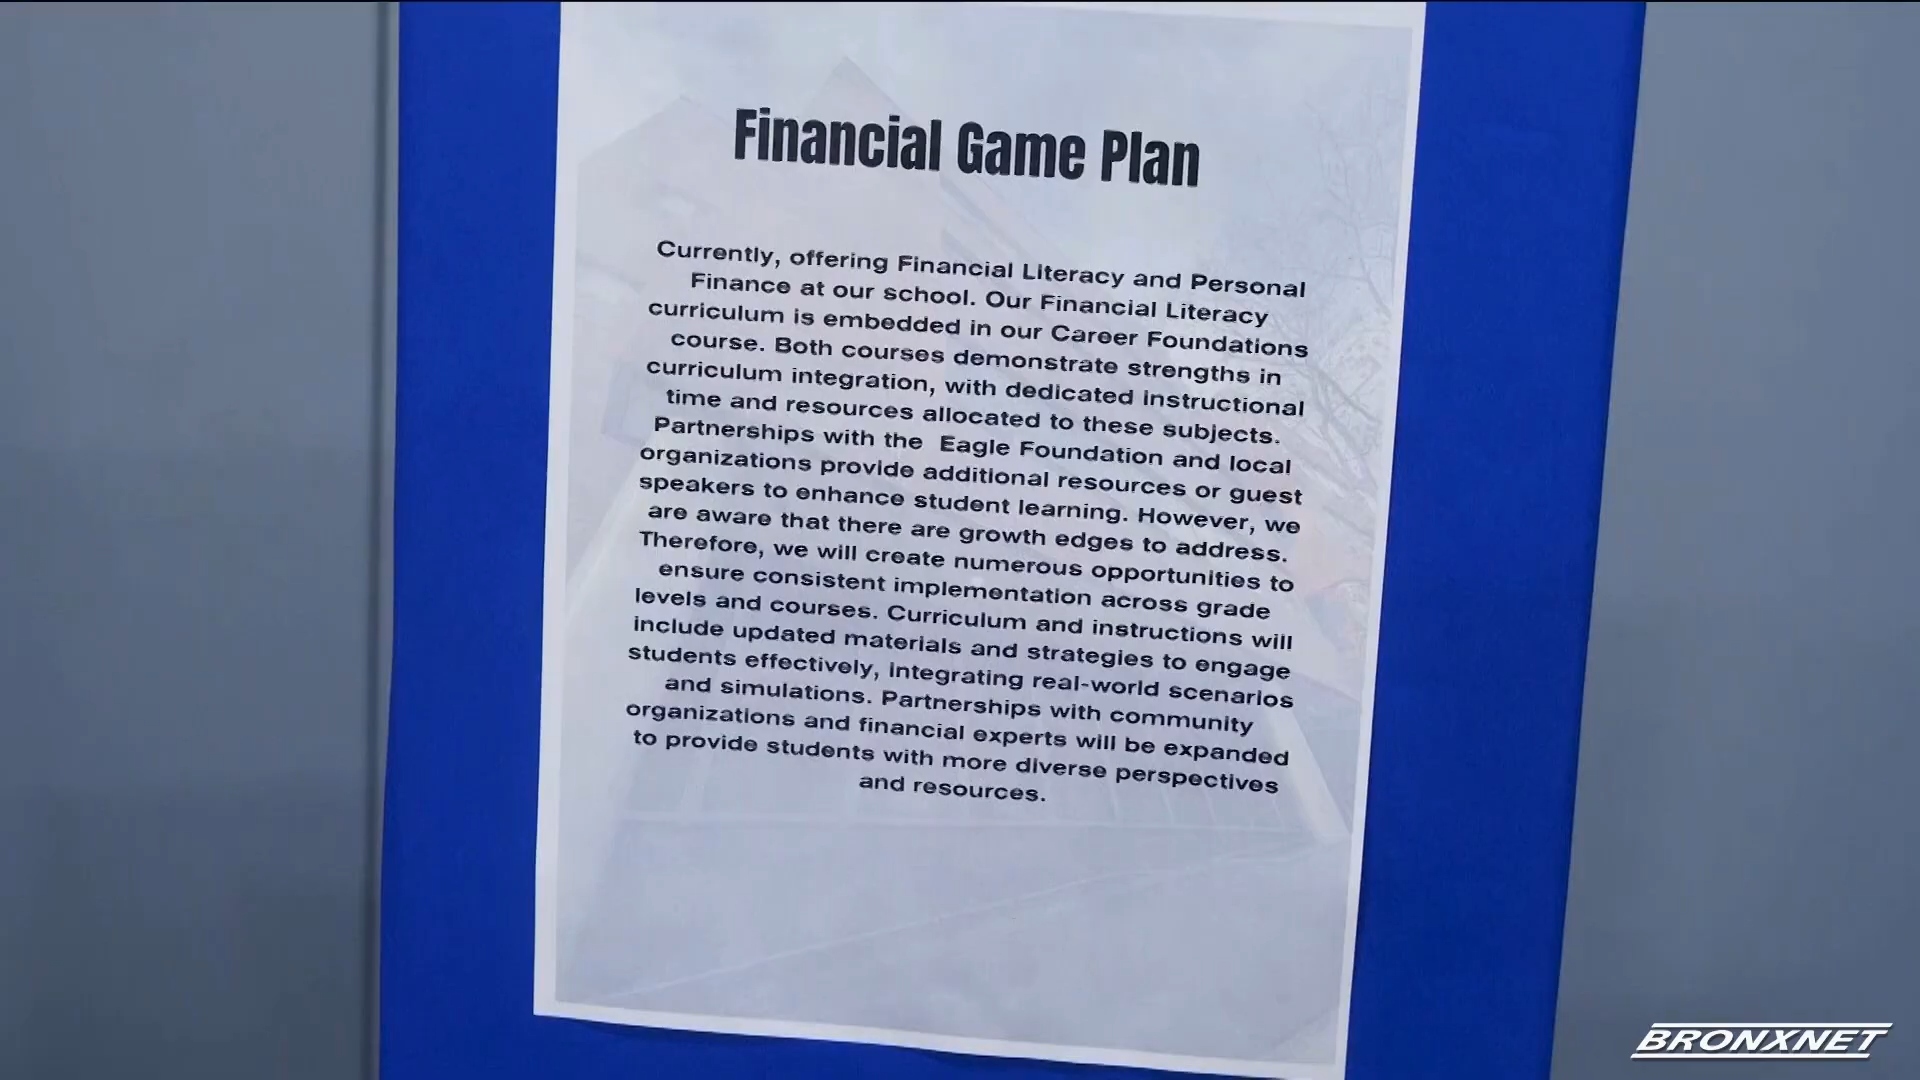 Financial Game Plan
Currently, offering Financial Literacy and Personal
Finance at our school. Our Financial Literacy
curriculum is embedded in our Career Foundations
course. Both courses demonstrate strengths in
curriculum integration, with dedicated instructional
time and resources allocated to these subjects.
Partnerships with the Eagle Foundation and local
organizations provide additional resources or guest
speakers to enhance student learning. However, we
are aware that there are growth edges to address.
Therefore, we will create numerous opportunities to
ensure consistent implementation across grade
levels and courses. Curriculum and instructions will
include updated materials and strategies to engage
students effectively, integrating real-world scenarios
and simulations. Partnerships with community
organizations and financial experts will be expanded
to provide students with more diverse perspectives
and resources.
BRONXNET